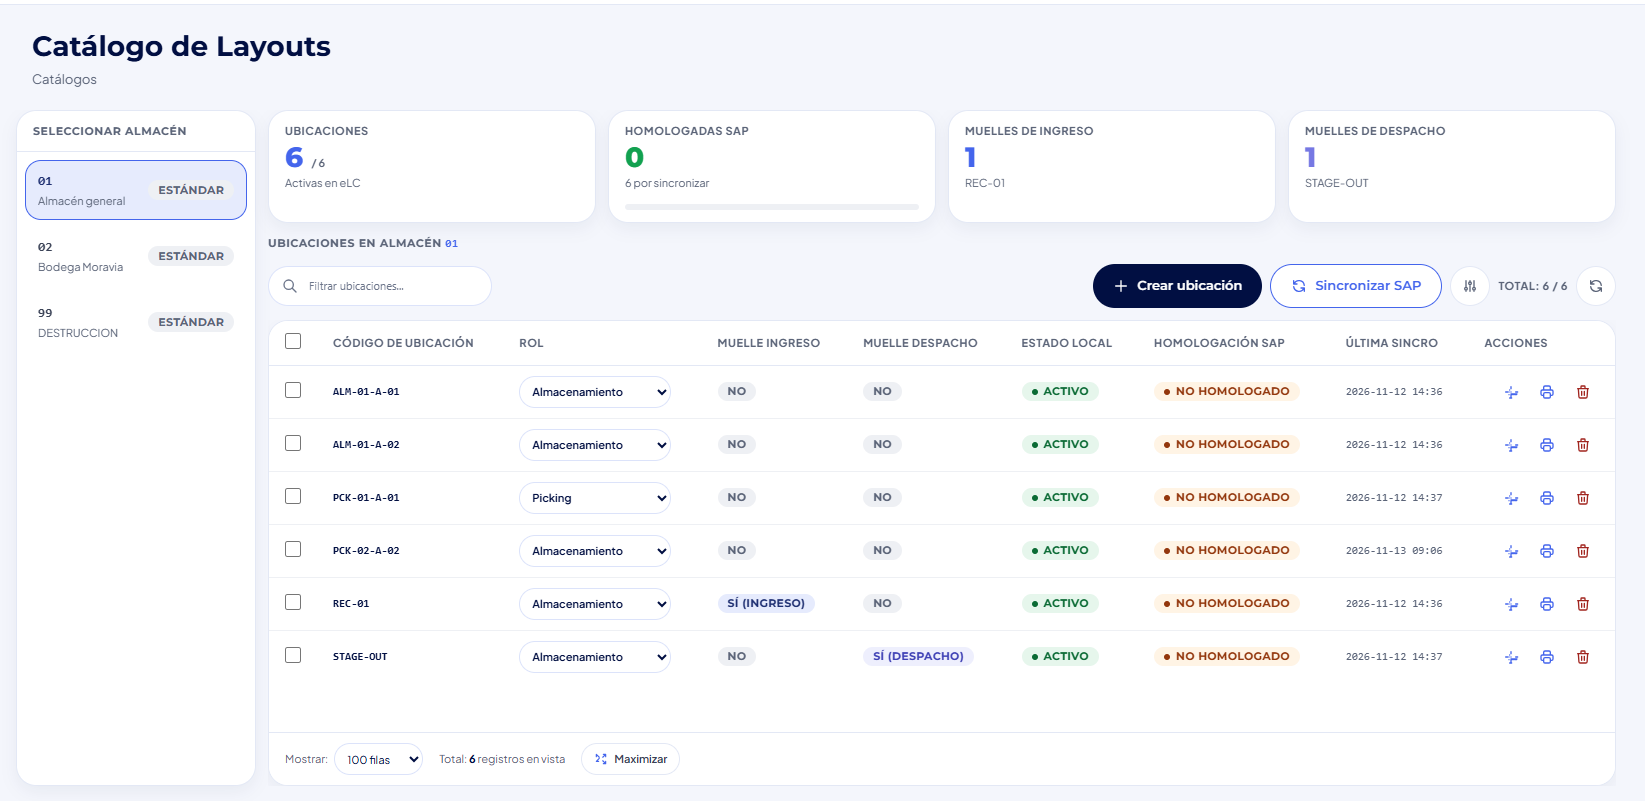 Catálogo de Layouts
Catálogos
SELECCIONAR ALMACÉN
01
Almacén general
ESTÁNDAR
02
Bodega Moravia
ESTÁNDAR
99
DESTRUCCION
ESTÁNDAR
UBICACIONES
6 / 6
Activas en eLC
HOMOLOGADAS SAP
0
6 por sincronizar
MUELLES DE INGRESO
1
REC-01
MUELLES DE DESPACHO
1
STAGE-OUT
UBICACIONES EN ALMACÉN 01
Filtrar ubicaciones...
Crear ubicación
Sincronizar SAP
TOTAL: 6 / 6
CÓDIGO DE UBICACIÓN ROL MUELLE INGRESO MUELLE DESPACHO ESTADO LOCAL HOMOLOGACIÓN SAP ÚLTIMA SINCRO ACCIONES
ALM-01-A-01 Almacenamiento NO NO ACTIVO NO HOMOLOGADO 2026-11-12 14:36
ALM-01-A-02 Almacenamiento NO NO ACTIVO NO HOMOLOGADO 2026-11-12 14:36
PCK-01-A-01 Picking NO NO ACTIVO NO HOMOLOGADO 2026-11-12 14:37
PCK-02-A-02 Almacenamiento NO NO ACTIVO NO HOMOLOGADO 2026-11-13 09:06
REC-01 Almacenamiento SÍ (INGRESO) NO ACTIVO NO HOMOLOGADO 2026-11-12 14:36
STAGE-OUT Almacenamiento NO SÍ (DESPACHO) ACTIVO NO HOMOLOGADO 2026-11-12 14:37
Mostrar: 100 filas Total: 6 registros en vista Maximizar